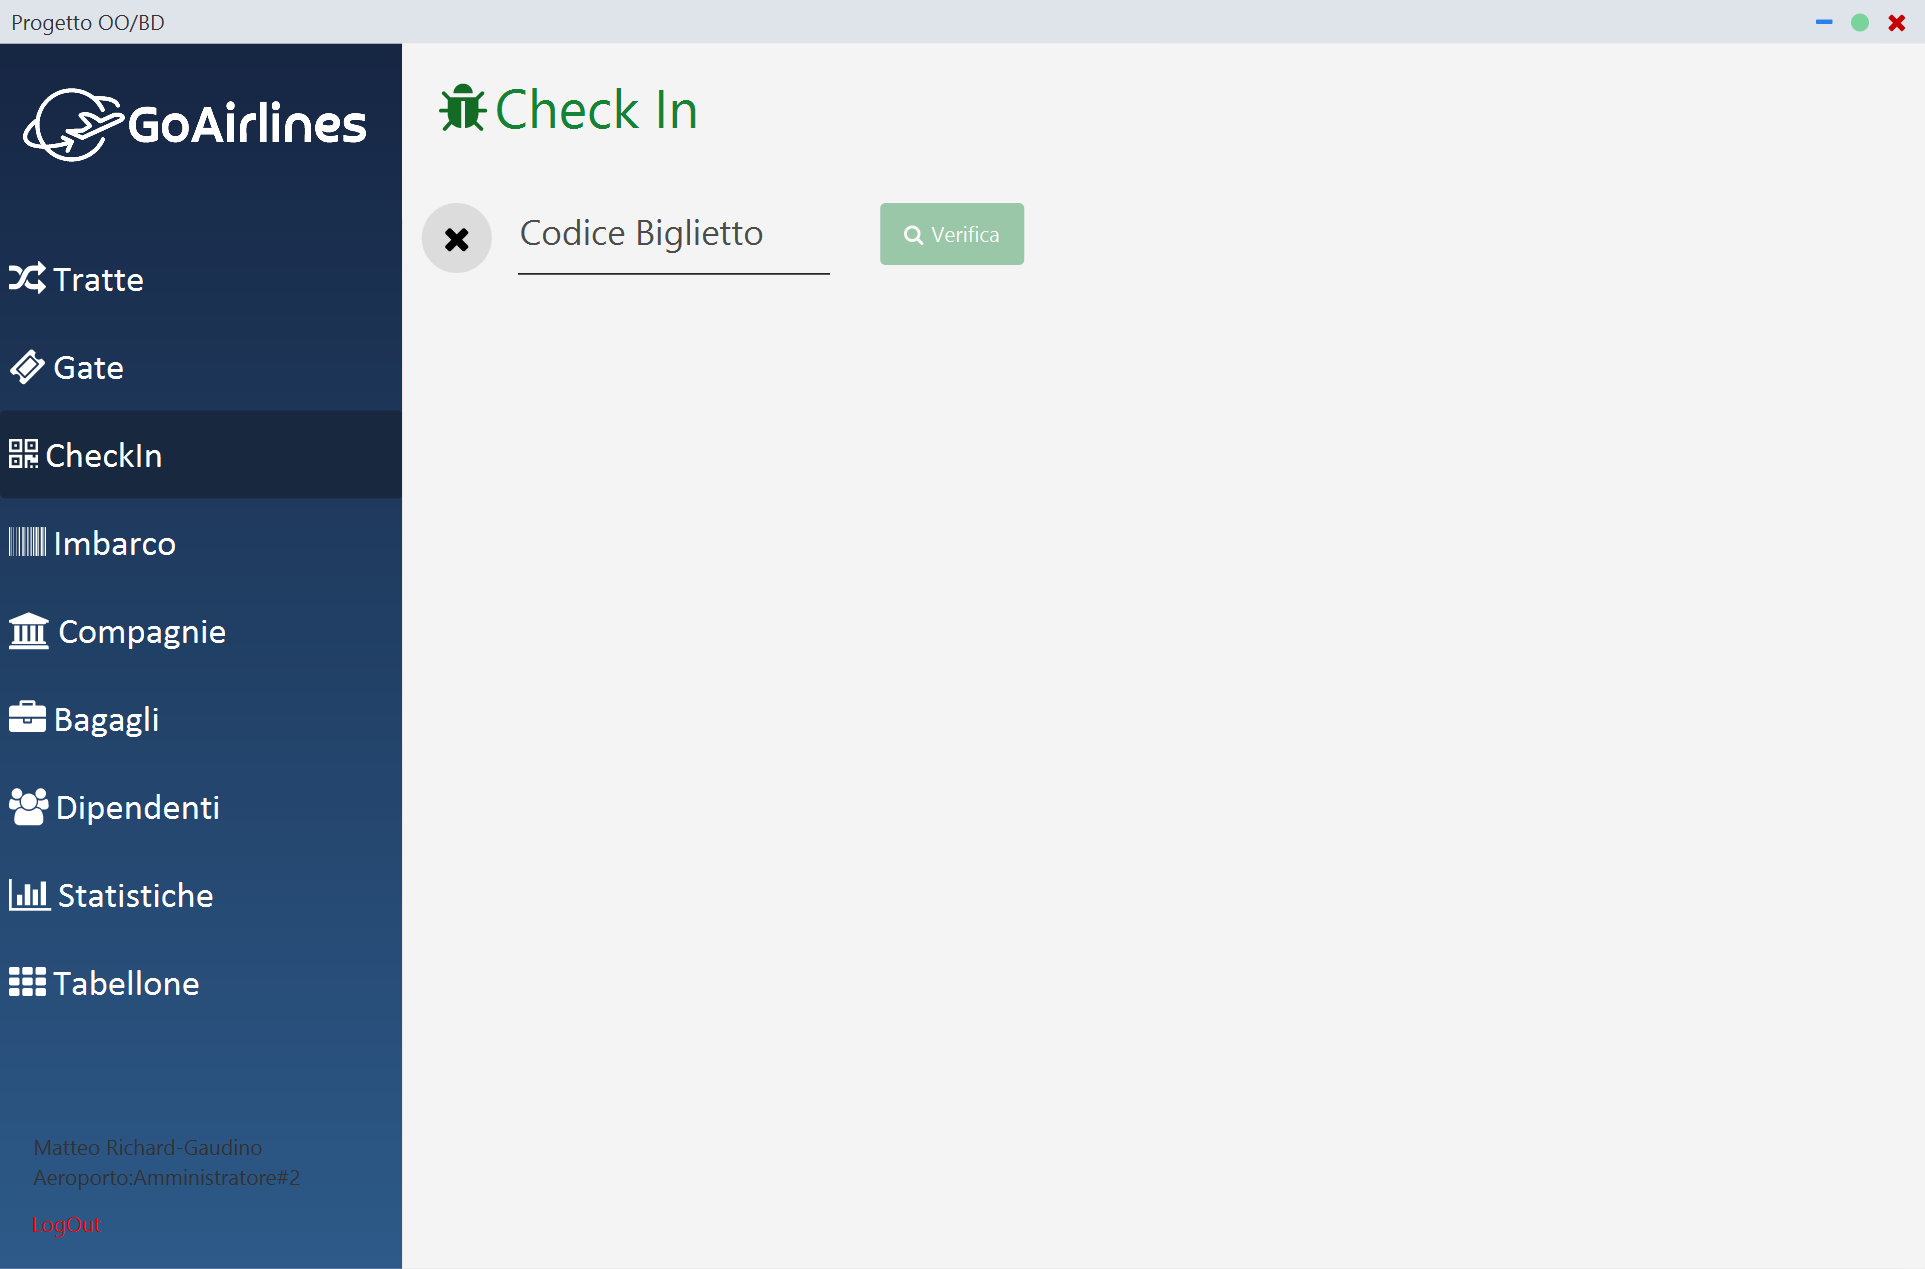 Progetto OO/BD
GoAirlines
Tratte
Gate
CheckIn
Imbarco
Compagnie
Bagagli
Dipendenti
Statistiche
Tabellone
Matteo Richard-Gaudino
Aeroporto:Amministratore#2
LogOut
Check In
Codice Biglietto
Verifica